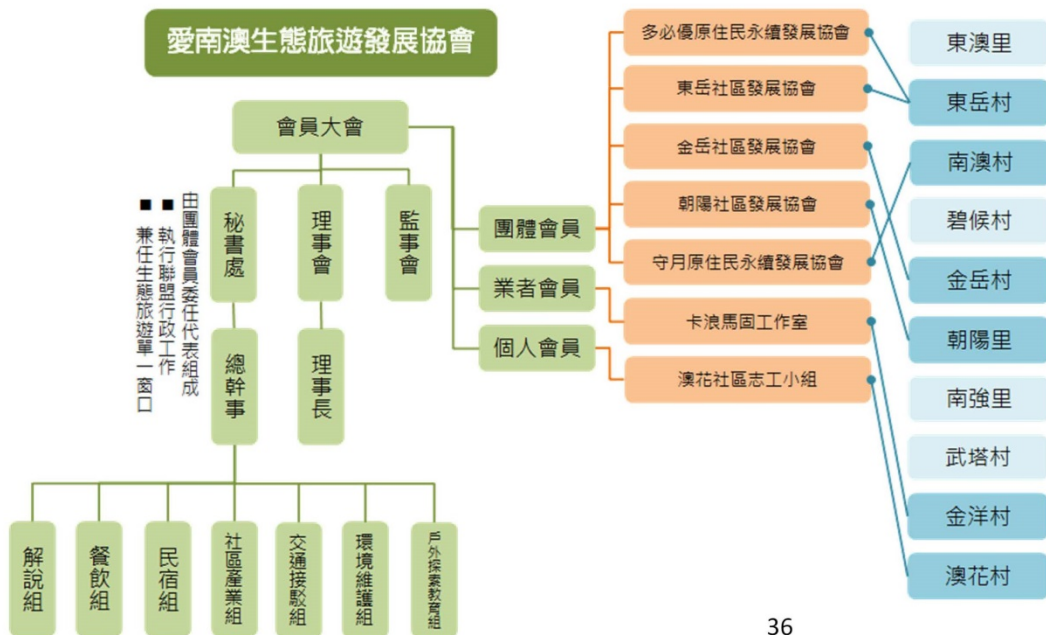 愛南澳生態旅遊發展協會
會員大會
秘書處
理事會
監事會
由團體會員委任代表組成
■ 執行聯盟行政工作
■ 兼任生態旅遊單一窗口
總幹事
理事長
解說組
餐飲組
民宿組
社區產業組
交通接駁組
環境維護組
戶外探索教育組
團體會員
業者會員
個人會員
多必優原住民永續發展協會
東岳社區發展協會
金岳社區發展協會
朝陽社區發展協會
守月原住民永續發展協會
卡浪馬固工作室
澳花社區志工小組
東澳里
東岳村
南澳村
碧候村
金岳村
朝陽里
南強里
武塔村
金洋村
澳花村
36